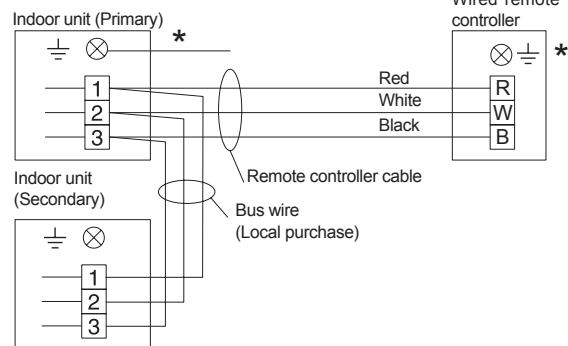 Indoor unit (Primary)
Wired remote
controller
*
*
1
2
3
Red
White
Black
R
W
B
Remote controller cable
Bus wire
(Local purchase)
Indoor unit
(Secondary)
1
2
3